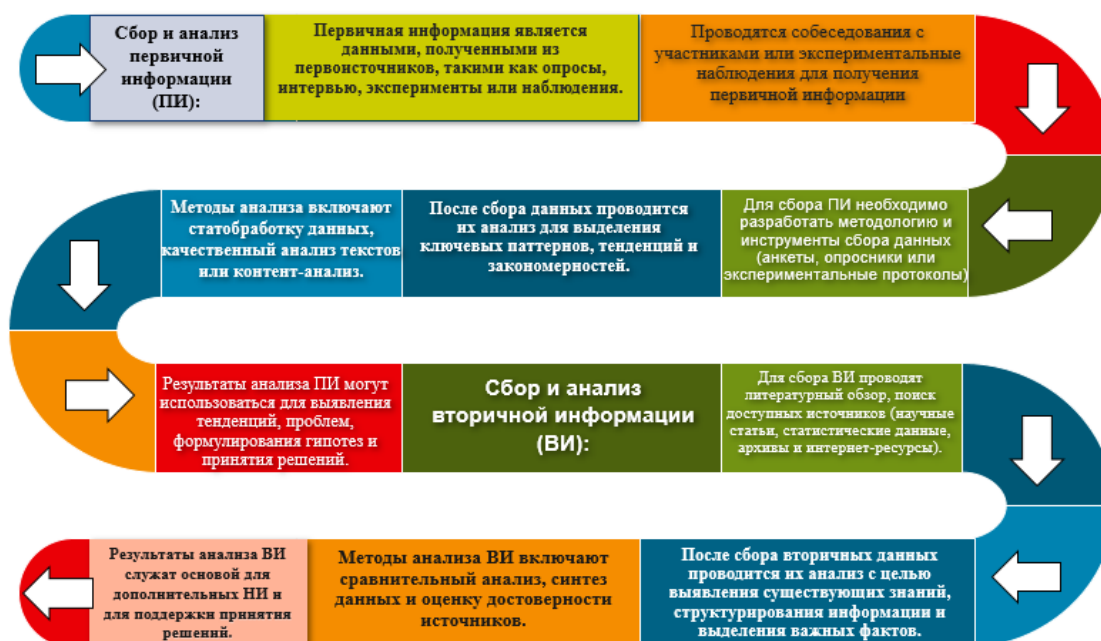 Сбор и анализ
первичной
информации
(ПИ):
Первичная информация является
данными, полученными из
первоисточников, такими как опросы,
интервью, эксперименты или наблюдения.
Проводятся собеседования с
участниками или экспериментальные
наблюдения для получения
первичной информации
Для сбора ПИ необходимо
разработать методологию и
инструменты сбора данных
(анкеты, опросники или
экспериментальные протоколы)
После сбора данных проводится
их анализ для выделения
ключевых паттернов, тенденций и
закономерностей.
Методы анализа включают
статобработку данных,
качественный анализ текстов
или контент-анализ.
Результаты анализа ПИ могут
использоваться для выявления
тенденций, проблем,
формулирования гипотез и
принятия решений.
Сбор и анализ
вторичной информации
(ВИ):
Для сбора ВИ проводят
литературный обзор, поиск
доступных источников (научные
статьи, статистические данные,
архивы и интернет-ресурсы).
После сбора вторичных данных
проводится их анализ с целью
выявления существующих знаний,
структурирования информации и
выделения важных фактов.
Методы анализа ВИ включают
сравнительный анализ, синтез
данных и оценку достоверности
источников.
Результаты анализа ВИ
служат основой для
дополнительных НИ и
для поддержки принятия
решений.